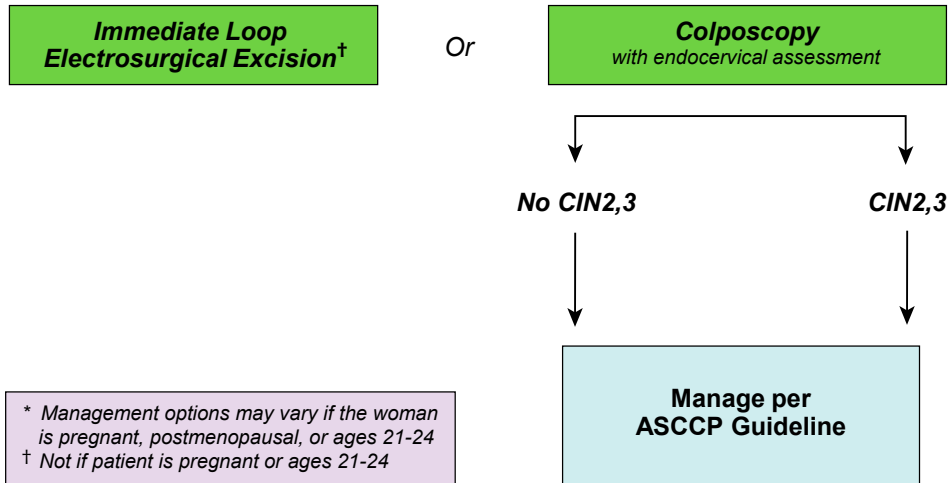 Immediate Loop
Electrosurgical Excision†
Or
Colposcopy
with endocervical assessment
No CIN2,3
CIN2,3
Manage per
ASCCP Guideline
* Management options may vary if the woman
is pregnant, postmenopausal, or ages 21-24
† Not if patient is pregnant or ages 21-24